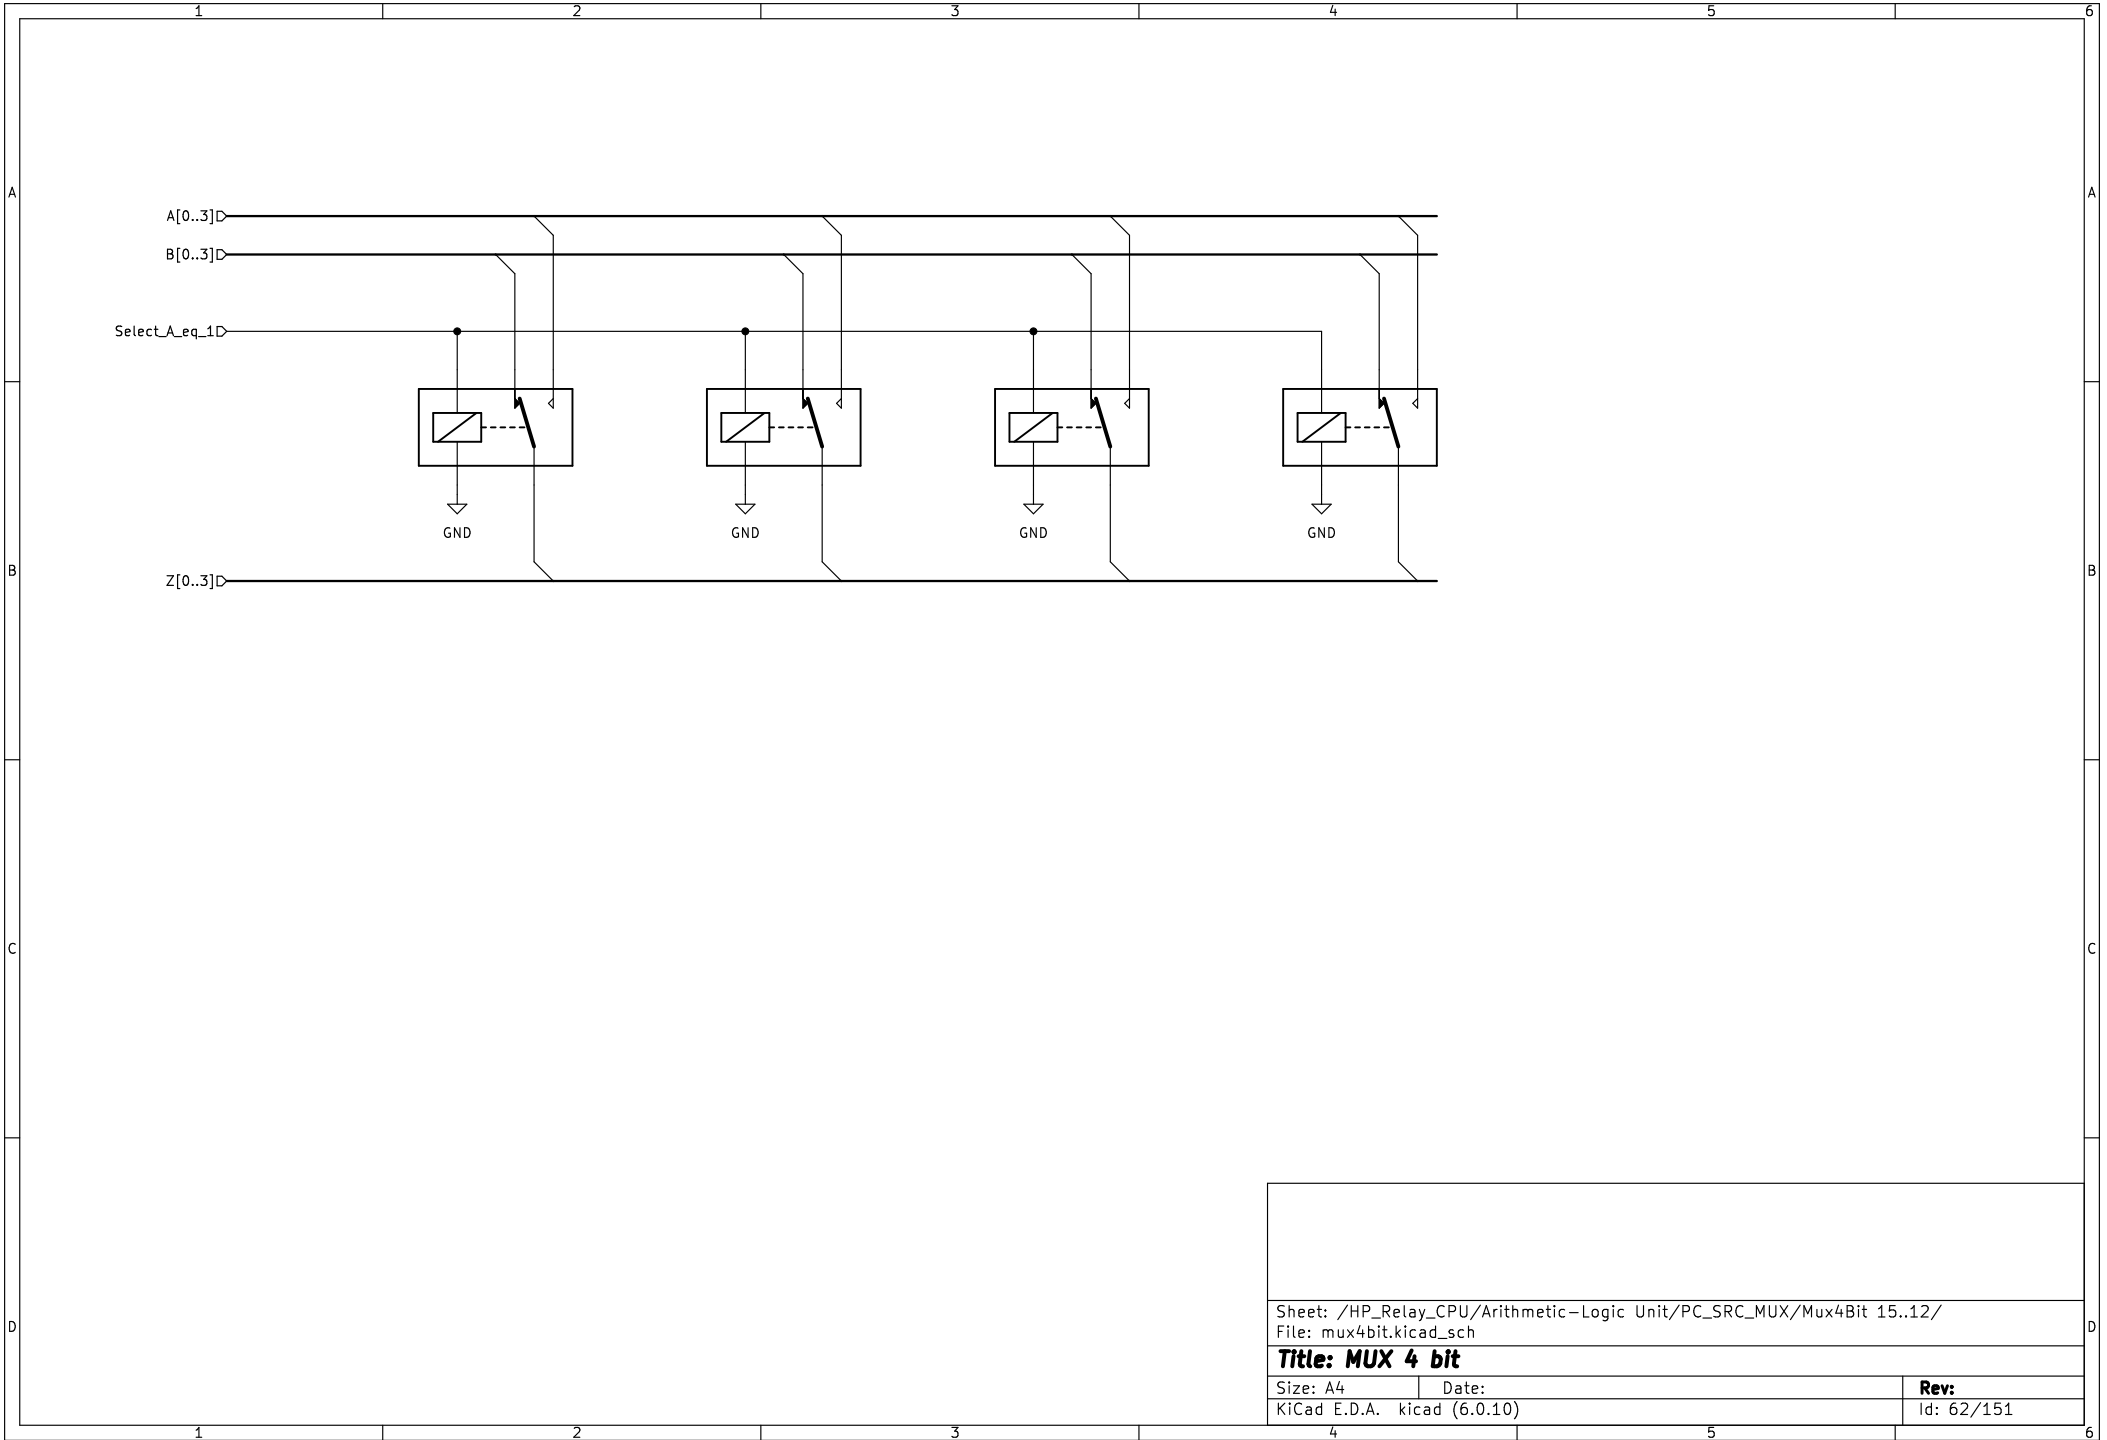 1 2 3 4 5 6
A A
A[0..3]
B[0..3]
Select_A_eq_1
GND GND GND GND
B B
Z[0..3]
C C
Sheet: /HP_Relay_CPU/Arithmetic-Logic Unit/PC_SRC_MUX/Mux4Bit 15..12/
D D
File: mux4bit.kicad_sch
Title: MUX 4 bit
Size: A4 Date: Rev:
KiCad E.D.A. kicad (6.0.10) Id: 62/151
1 2 3 4 5 6